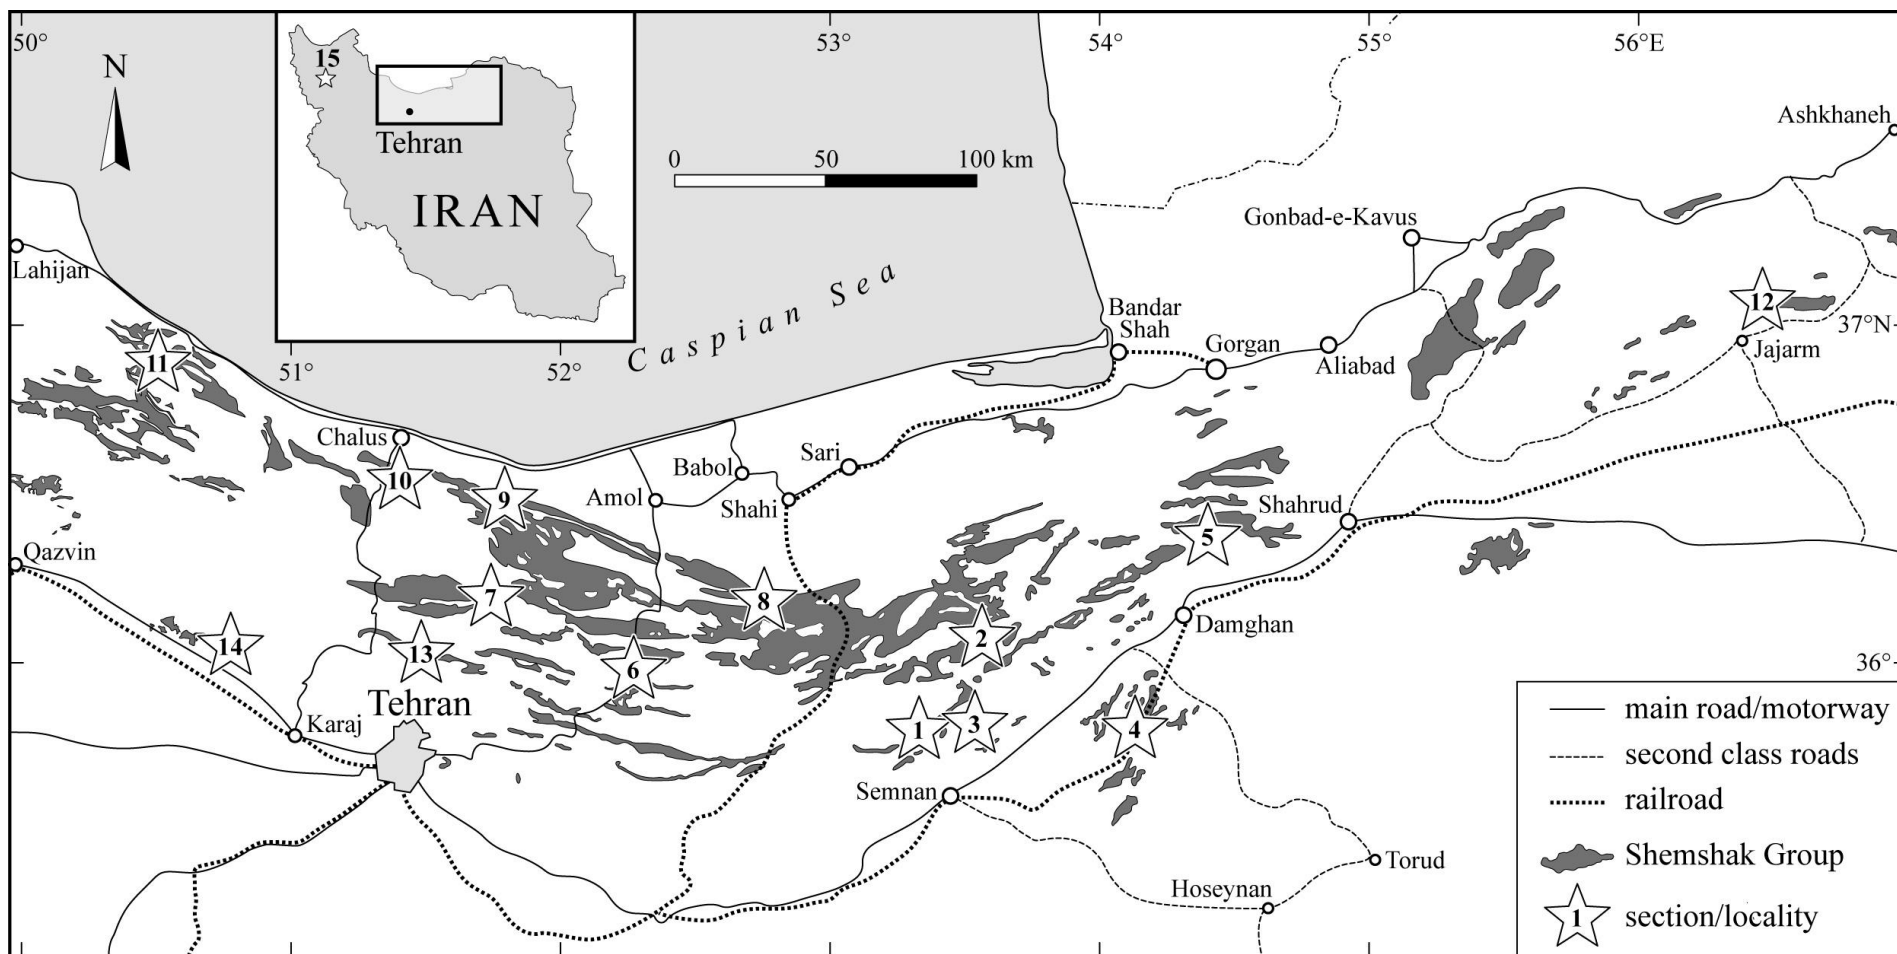 50°
53°
54°
55°
56°E
N
15
Tehran
IRAN
0
50
100 km
Ashkhaneh
Gonbad-e-Kavus
Lahijan
Caspian Sea
Bandar
Shah
Gorgan
Aliabad
12
37°N
Jajarm
11
51°
52°
Chalus
10
9
Amol
Babol
Sari
Shahi
5
Shahrud
Qazvin
7
8
2
Damghan
14
13
6
36°
Tehran
Karaj
1
3
4
Semnan
Torud
Hoseynan
main road/motorway
second class roads
railroad
Shemshak Group
1
section/locality